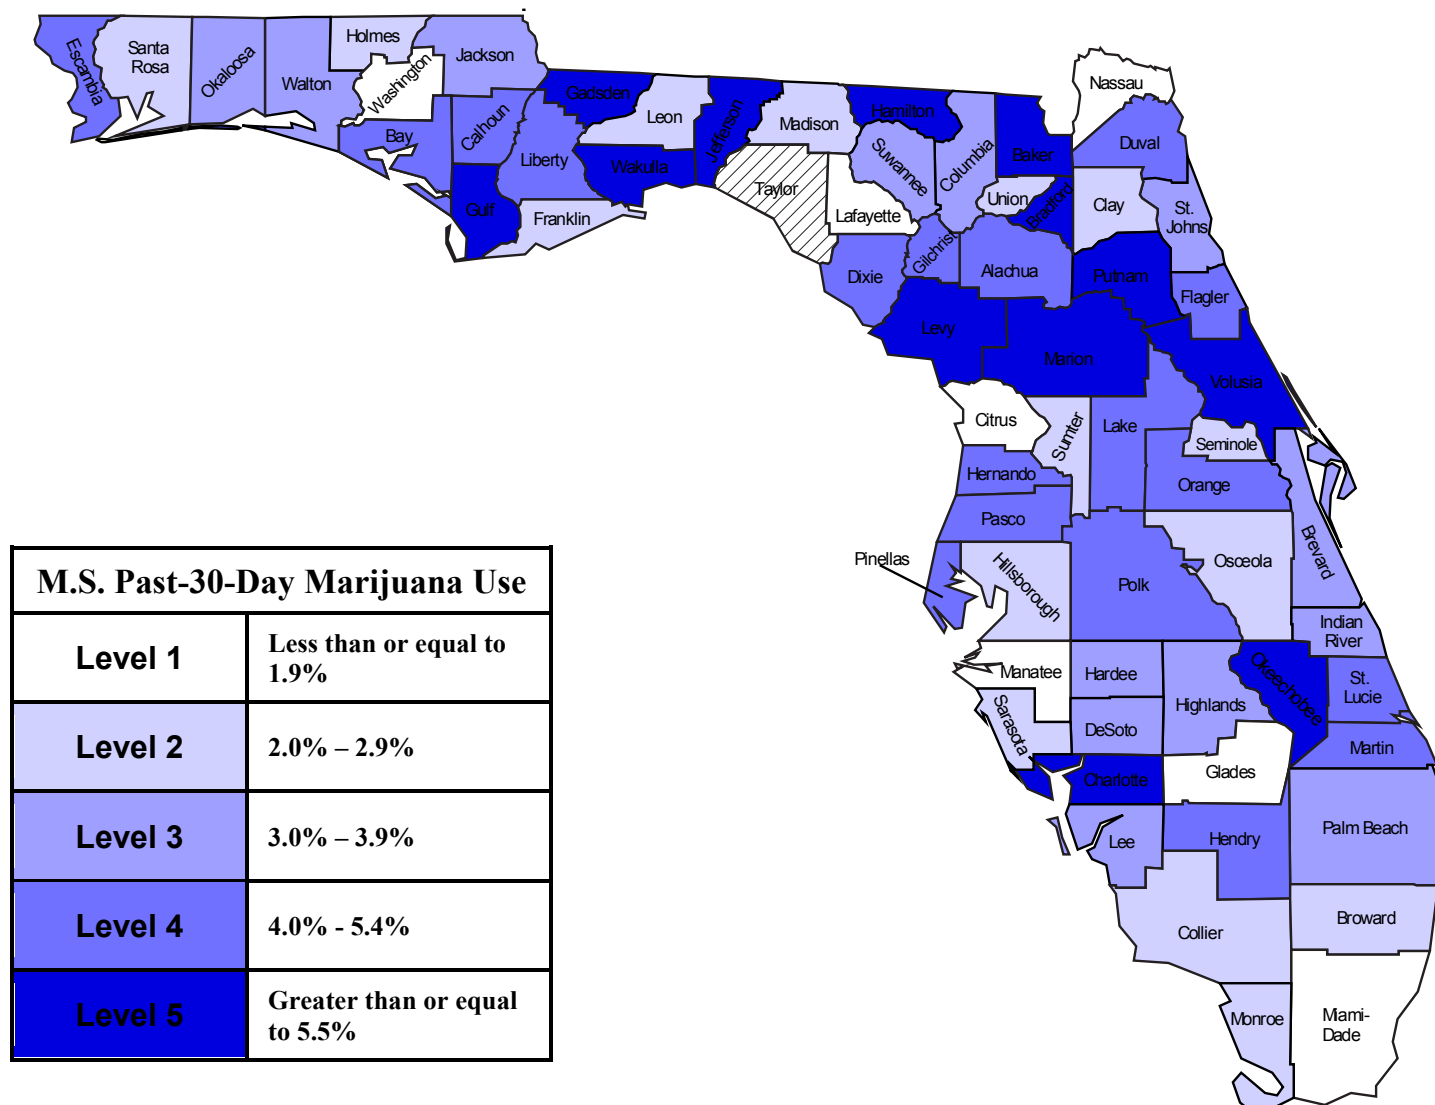 Escambia
Santa
Rosa
Okaloosa
Walton
Holmes
Washington
Jackson
Bay
Calhoun
Gulf
Liberty
Gadsden
Franklin
Leon
Wakulla
Jefferson
Madison
Taylor
Hamilton
Suwannee
Lafayette
Columbia
Baker
Union
Bradford
Nassau
Duval
Clay
St.
Johns
Dixie
Gilchrist
Alachua
Putnam
Flagler
Levy
Marion
Volusia
Citrus
Sumter
Lake
Seminole
Hernando
Orange
Pasco
Pinellas
Hillsborough
Polk
Osceola
Brevard
Indian
River
Manatee
Hardee
Highlands
Okeechobee
St.
Lucie
Sarasota
DeSoto
Martin
Charlotte
Glades
Lee
Hendry
Palm Beach
Collier
Broward
Monroe
Miami-
Dade
M.S. Past-30-Day Marijuana Use
Level 1
Less than or equal to
1.9%
Level 2
2.0% – 2.9%
Level 3
3.0% – 3.9%
Level 4
4.0% - 5.4%
Level 5
Greater than or equal
to 5.5%